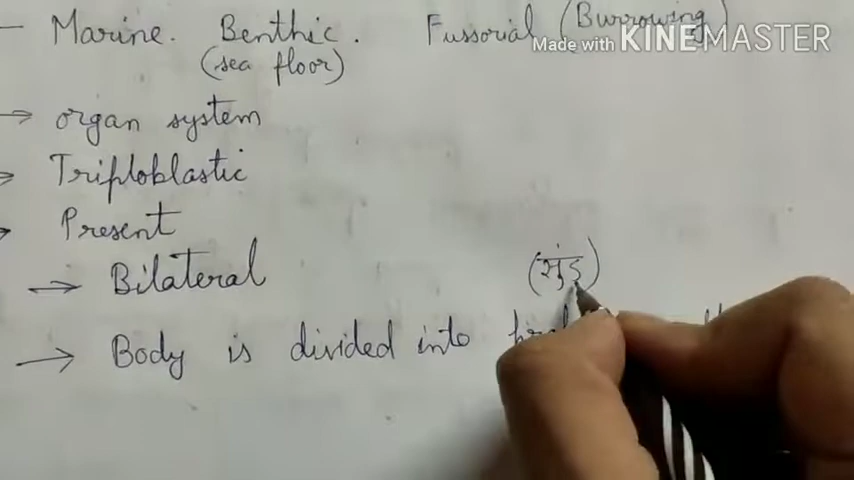 Marine. Benthic. Fussorial (Burrowing)
(sea floor)
Made with KINEMASTER
→ organ system
→ Triploblastic
→ Present
→ Bilateral (सुंड)
→ Body is divided into